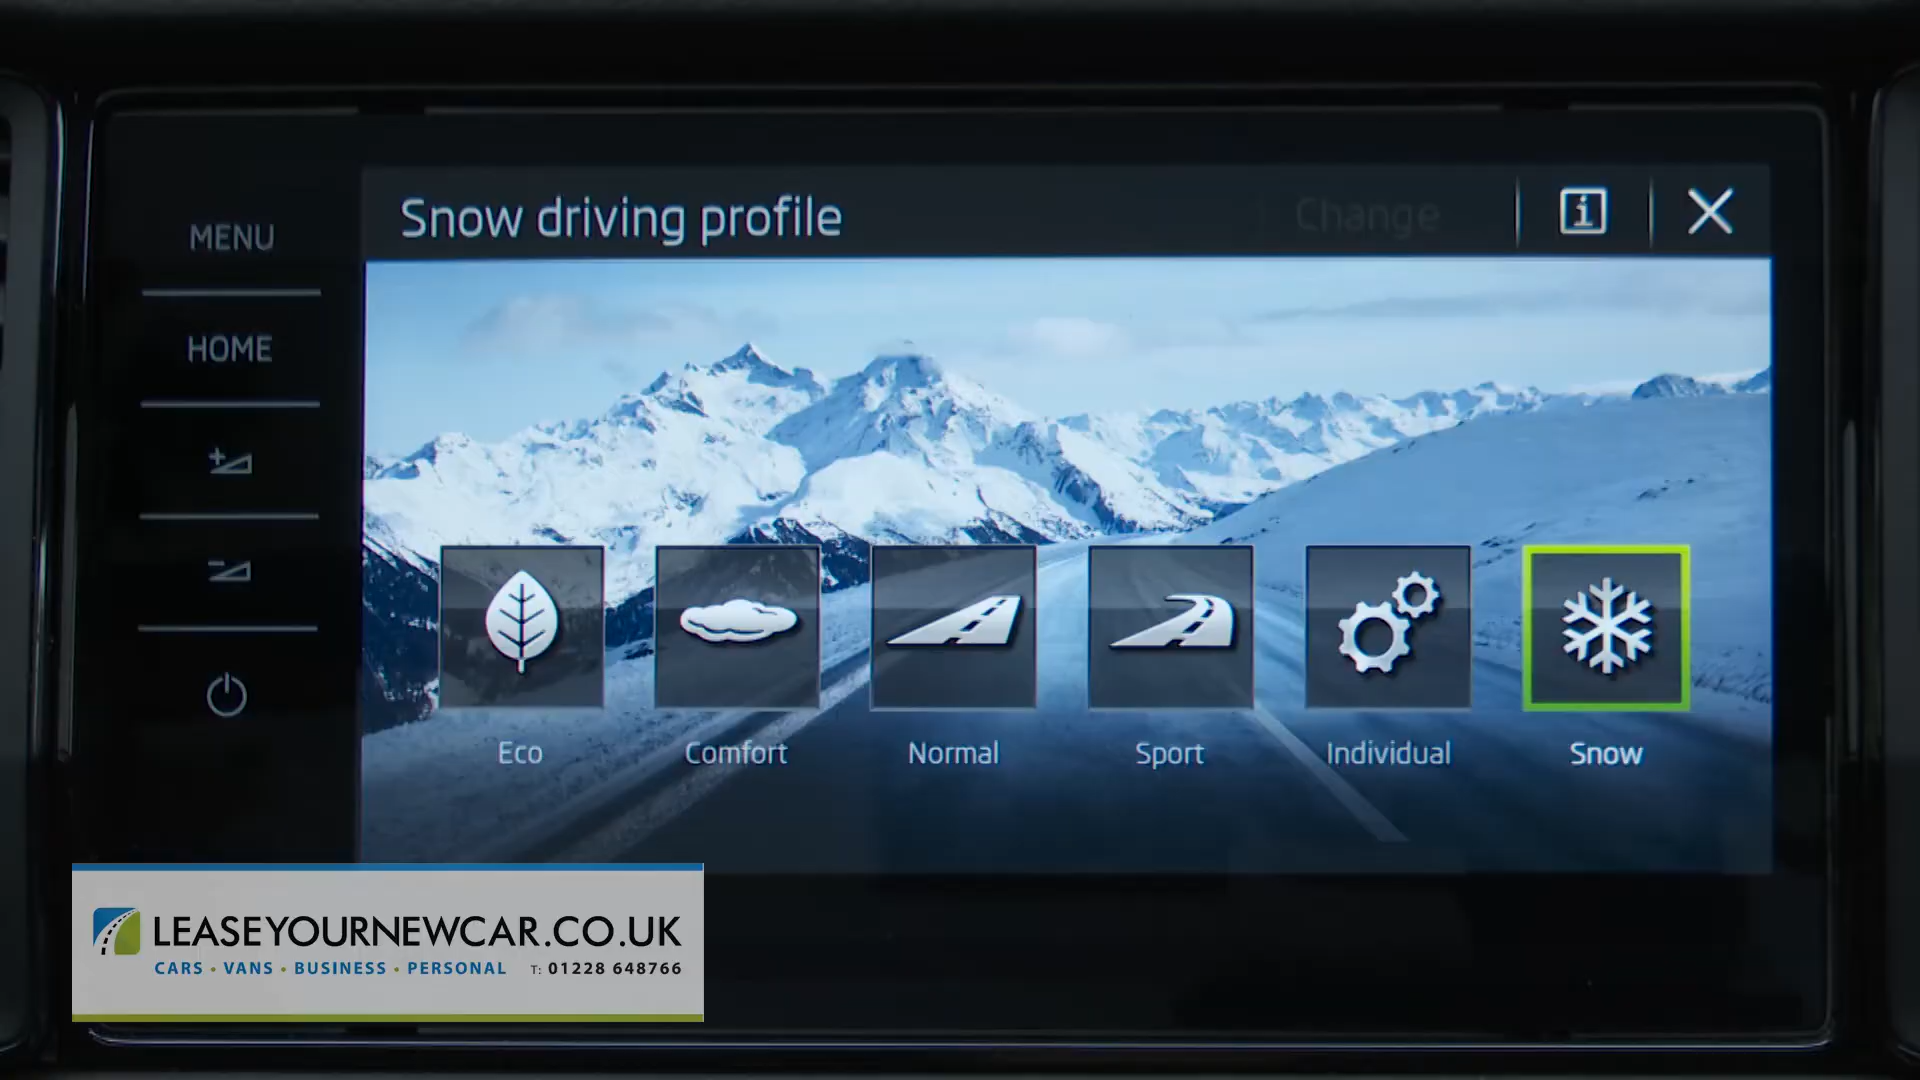 Snow driving profile
Change
MENU
HOME
Eco
Comfort
Normal
Sport
Individual
Snow
LEASEYOURNEWCAR.CO.UK
CARS • VANS • BUSINESS • PERSONAL T: 01228 648766